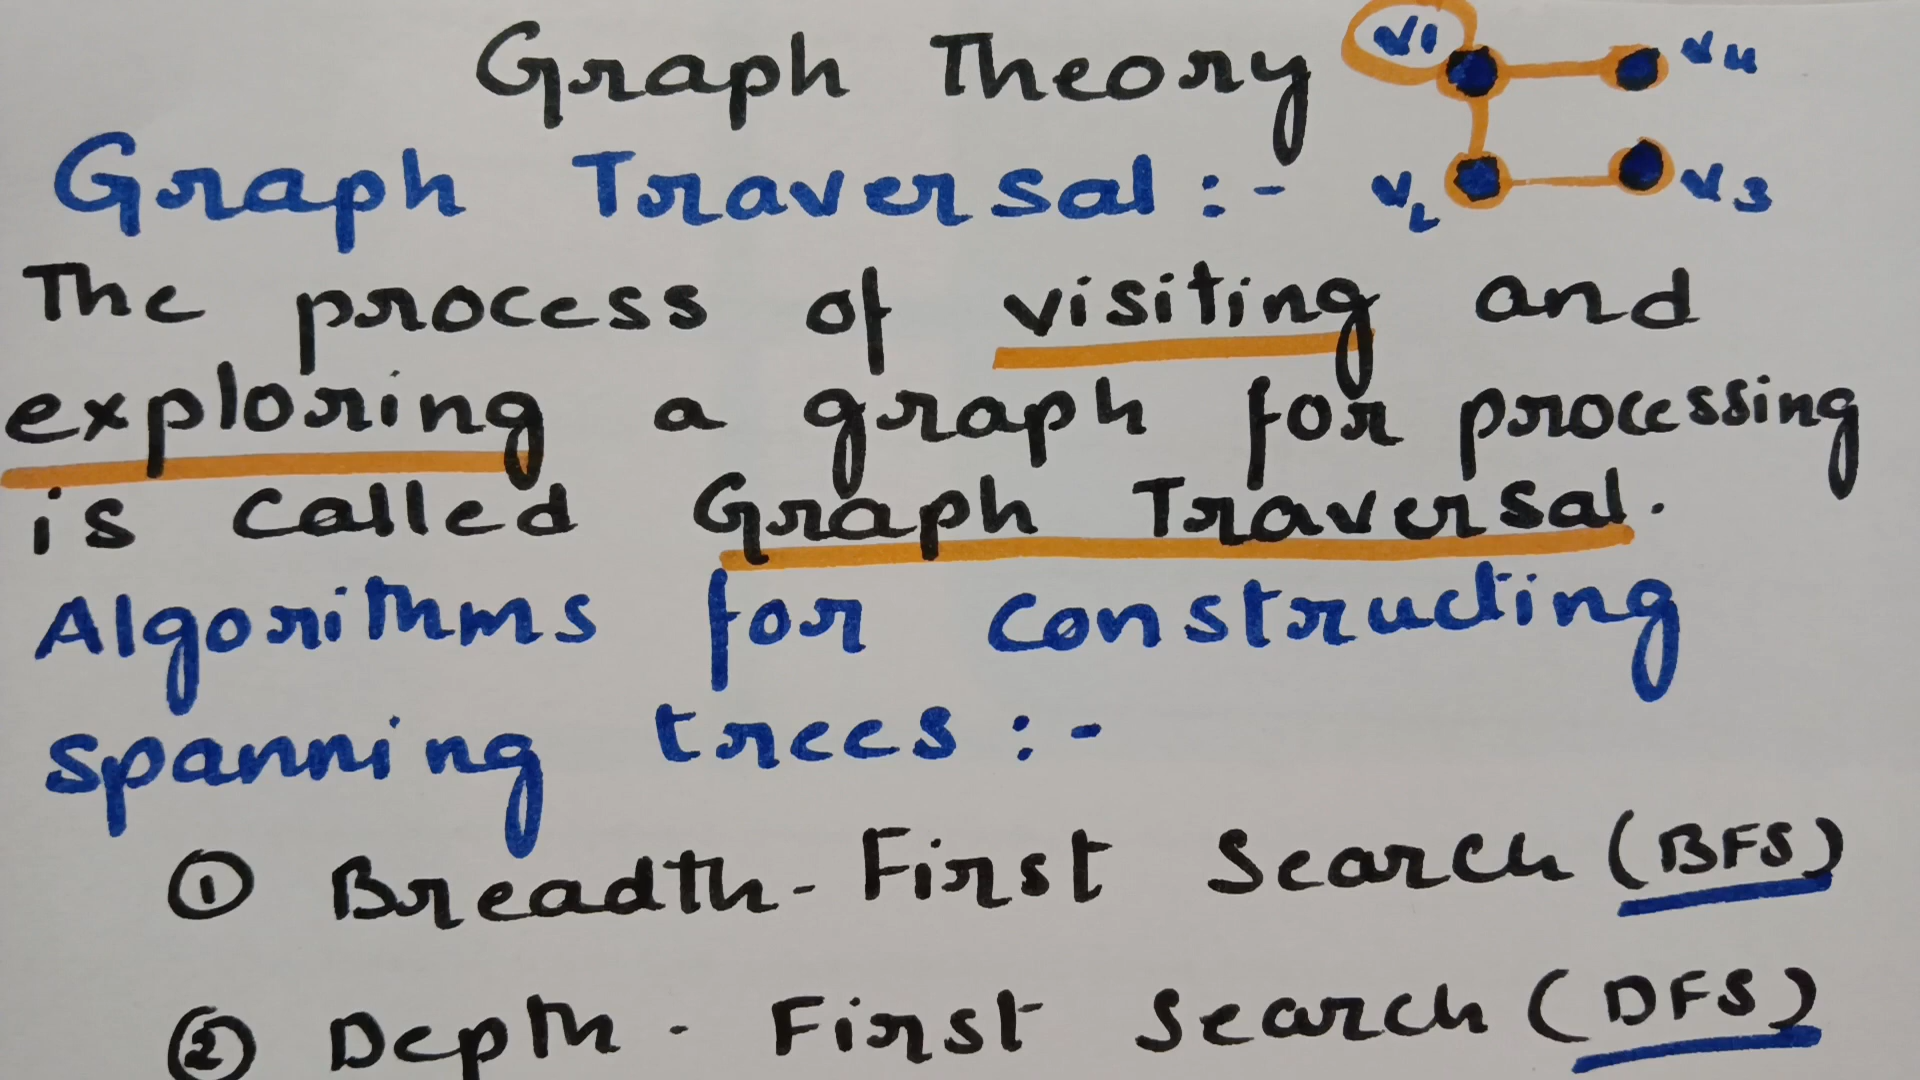 Graph Theory
v1 v4
Graph Traversal :-
v2 v3
The process of visiting and
exploring a graph for processing
is called Graph Traversal.
Algorithms for constructing
spanning trees :-
① Breadth-First Search (BFS)
② Depth - First Search (DFS)